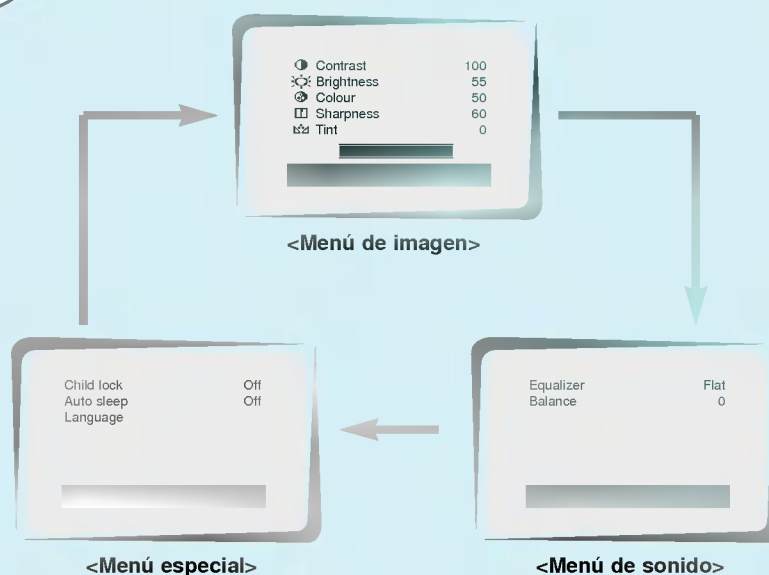 Contrast 100
Brightness 55
Colour 50
Sharpness 60
Tint 0
<Menú de imagen>
Child lock Off
Auto sleep Off
Language
<Menú especial>
Equalizer Flat
Balance 0
<Menú de sonido>